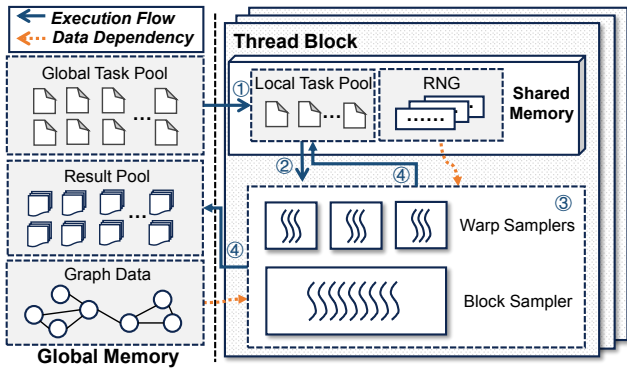 Execution Flow
Data Dependency
Global Task Pool
...
Result Pool
...
Graph Data
Global Memory
Thread Block
①
Local Task Pool
...
RNG
......
Shared
Memory
②
④
③
Warp Samplers
④
Block Sampler